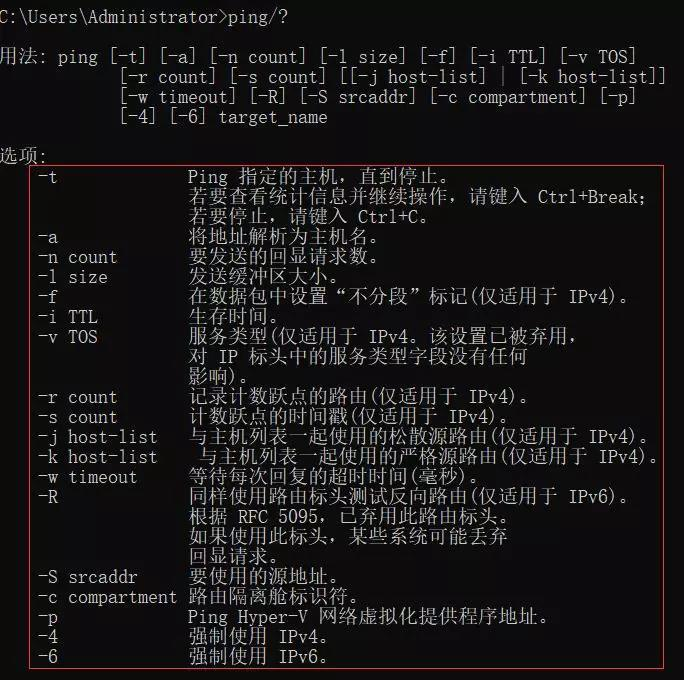 C:\Users\Administrator>ping/?
用法: ping [-t] [-a] [-n count] [-l size] [-f] [-i TTL] [-v TOS]
[-r count] [-s count] [[-j host-list] | [-k host-list]]
[-w timeout] [-R] [-S srcaddr] [-c compartment] [-p]
[-4] [-6] target_name
选项:
-t Ping 指定的主机，直到停止。
若要查看统计信息并继续操作，请键入 Ctrl+Break；
若要停止，请键入 Ctrl+C。
-a 将地址解析为主机名。
-n count 要发送的回显请求数。
-l size 发送缓冲区大小。
-f 在数据包中设置“不分段”标记(仅适用于 IPv4)。
-i TTL 生存时间。
-v TOS 服务类型(仅适用于 IPv4。该设置已被弃用，
对 IP 标头中的服务类型字段没有任何
影响)。
-r count 记录计数跃点的路由(仅适用于 IPv4)。
-s count 计数跃点的时间戳(仅适用于 IPv4)。
-j host-list 与主机列表一起使用的松散源路由(仅适用于 IPv4)。
-k host-list 与主机列表一起使用的严格源路由(仅适用于 IPv4)。
-w timeout 等待每次回复的超时时间(毫秒)。
-R 同样使用路由标头测试反向路由(仅适用于 IPv6)。
根据 RFC 5095，已弃用此路由标头。
如果使用此标头，某些系统可能丢弃
回显请求。
-S srcaddr 要使用的源地址。
-c compartment 路由隔离舱标识符。
-p Ping Hyper-V 网络虚拟化提供程序地址。
-4 强制使用 IPv4。
-6 强制使用 IPv6。